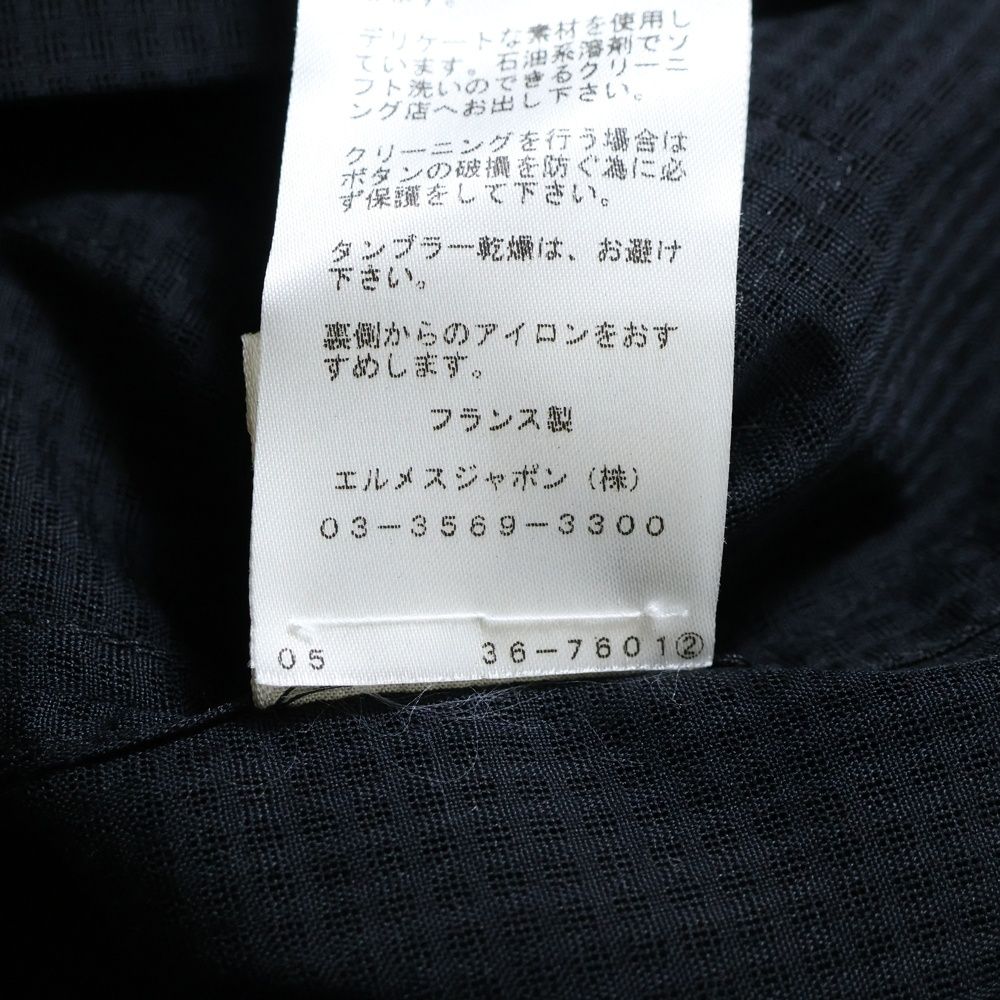 ます。
デリケートな素材を使用し
ています。石油系溶剤でソ
フト洗いのできるクリーニ
ング店へお出し下さい。
クリーニングを行う場合は
ボタンの破損を防ぐ為に必
ず保護をして下さい。
タンブラー乾燥は、お避け
下さい。
裏側からのアイロンをおす
すめします。
フランス製
エルメスジャポン（株）
03-3569-3300
05 36-7601②